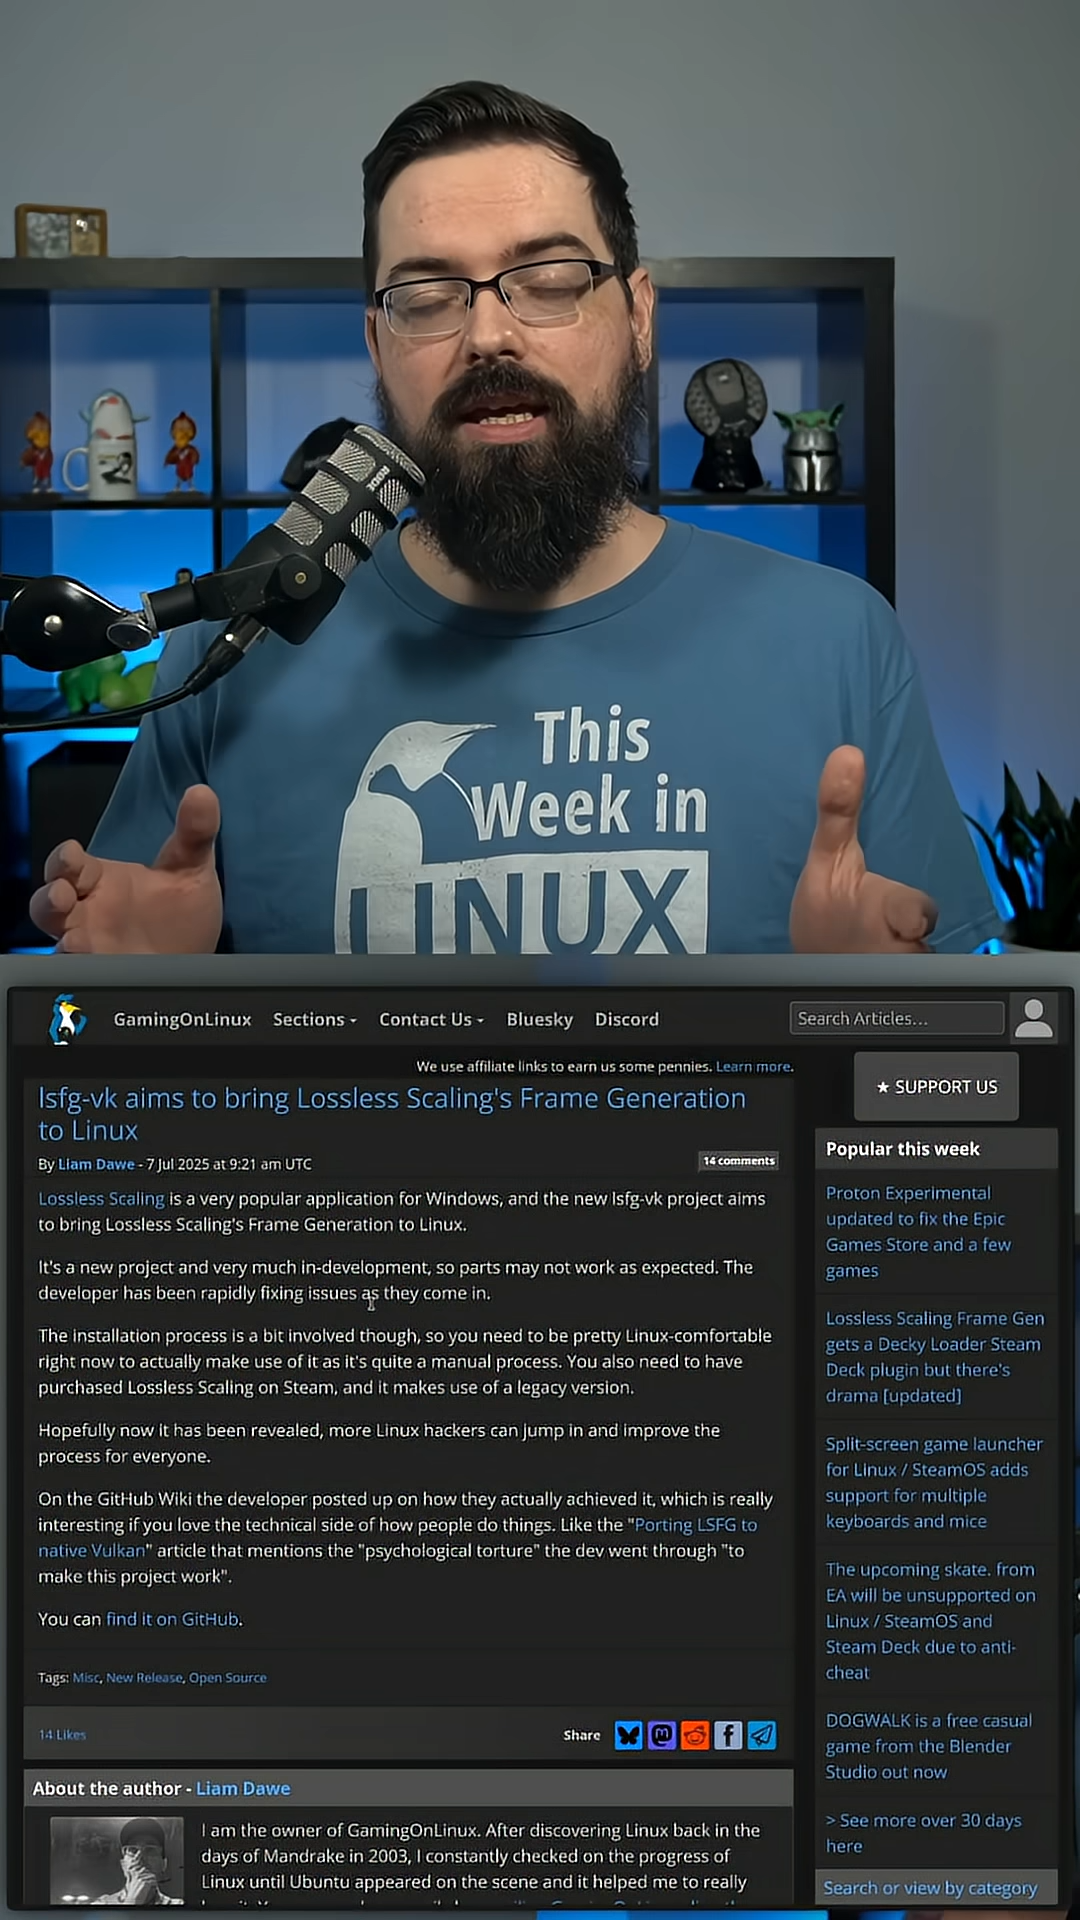 RODE
This
Week in
LINUX
GamingOnLinux
Sections
Contact Us
Bluesky
Discord
Search Articles...
We use affiliate links to earn us some pennies. Learn more.
★ SUPPORT US
lsfg-vk aims to bring Lossless Scaling's Frame Generation
to Linux
By Liam Dawe - 7 Jul 2025 at 9:21 am UTC
14 comments
Lossless Scaling is a very popular application for Windows, and the new lsfg-vk project aims
to bring Lossless Scaling's Frame Generation to Linux.
It's a new project and very much in-development, so parts may not work as expected. The
developer has been rapidly fixing issues as they come in.
The installation process is a bit involved though, so you need to be pretty Linux-comfortable
right now to actually make use of it as it's quite a manual process. You also need to have
purchased Lossless Scaling on Steam, and it makes use of a legacy version.
Hopefully now it has been revealed, more Linux hackers can jump in and improve the
process for everyone.
On the GitHub Wiki the developer posted up on how they actually achieved it, which is really
interesting if you love the technical side of how people do things. Like the "Porting LSFG to
native Vulkan" article that mentions the "psychological torture" the dev went through "to
make this project work".
You can find it on GitHub.
Tags: Misc, New Release, Open Source
14 Likes
Share
About the author - Liam Dawe
I am the owner of GamingOnLinux. After discovering Linux back in the
days of Mandrake in 2003, I constantly checked on the progress of
Linux until Ubuntu appeared on the scene and it helped me to really
Popular this week
Proton Experimental
updated to fix the Epic
Games Store and a few
games
Lossless Scaling Frame Gen
gets a Decky Loader Steam
Deck plugin but there's
drama [updated]
Split-screen game launcher
for Linux / SteamOS adds
support for multiple
keyboards and mice
The upcoming skate. from
EA will be unsupported on
Linux / SteamOS and
Steam Deck due to anti-
cheat
DOGWALK is a free casual
game from the Blender
Studio out now
> See more over 30 days
here
Search or view by category